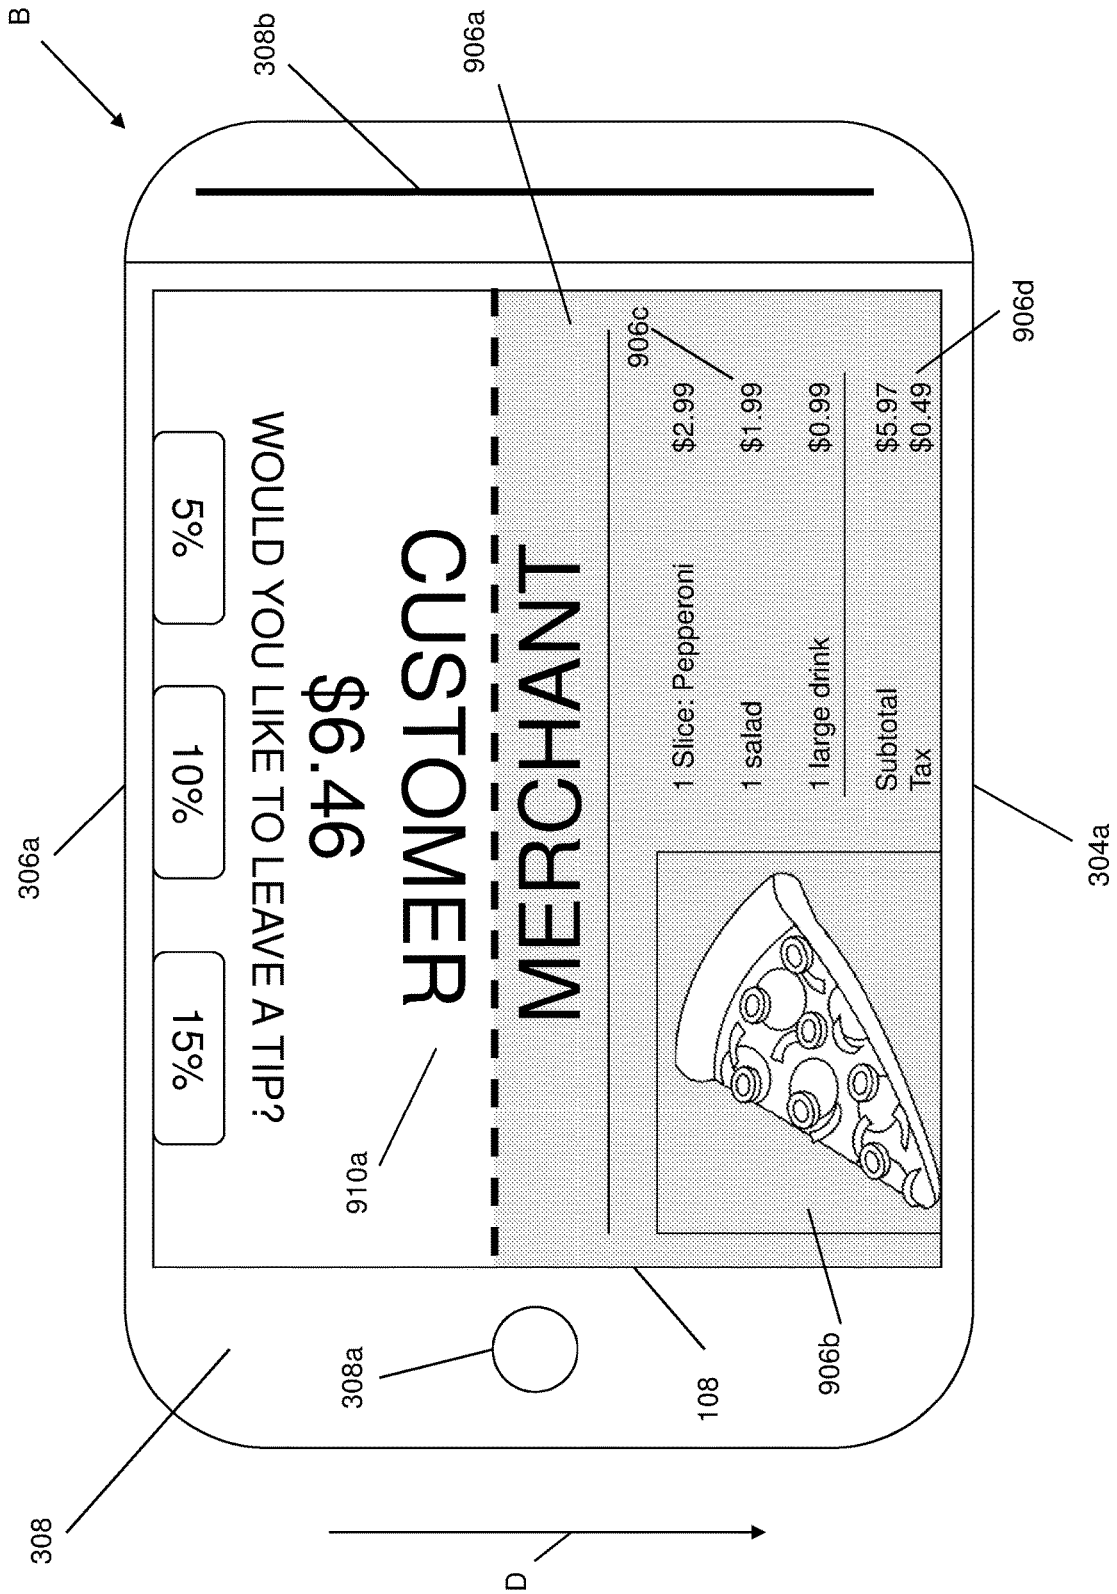 B
308b
906a
306a
15%
10%
5%
WOULD YOU LIKE TO LEAVE A TIP?
$6.46
CUSTOMER
910a
MERCHANT
906c
1 Slice: Pepperoni $2.99
1 salad $1.99
1 large drink $0.99
Subtotal $5.97
Tax $0.49
906d
304a
308
308a
108
906b
D